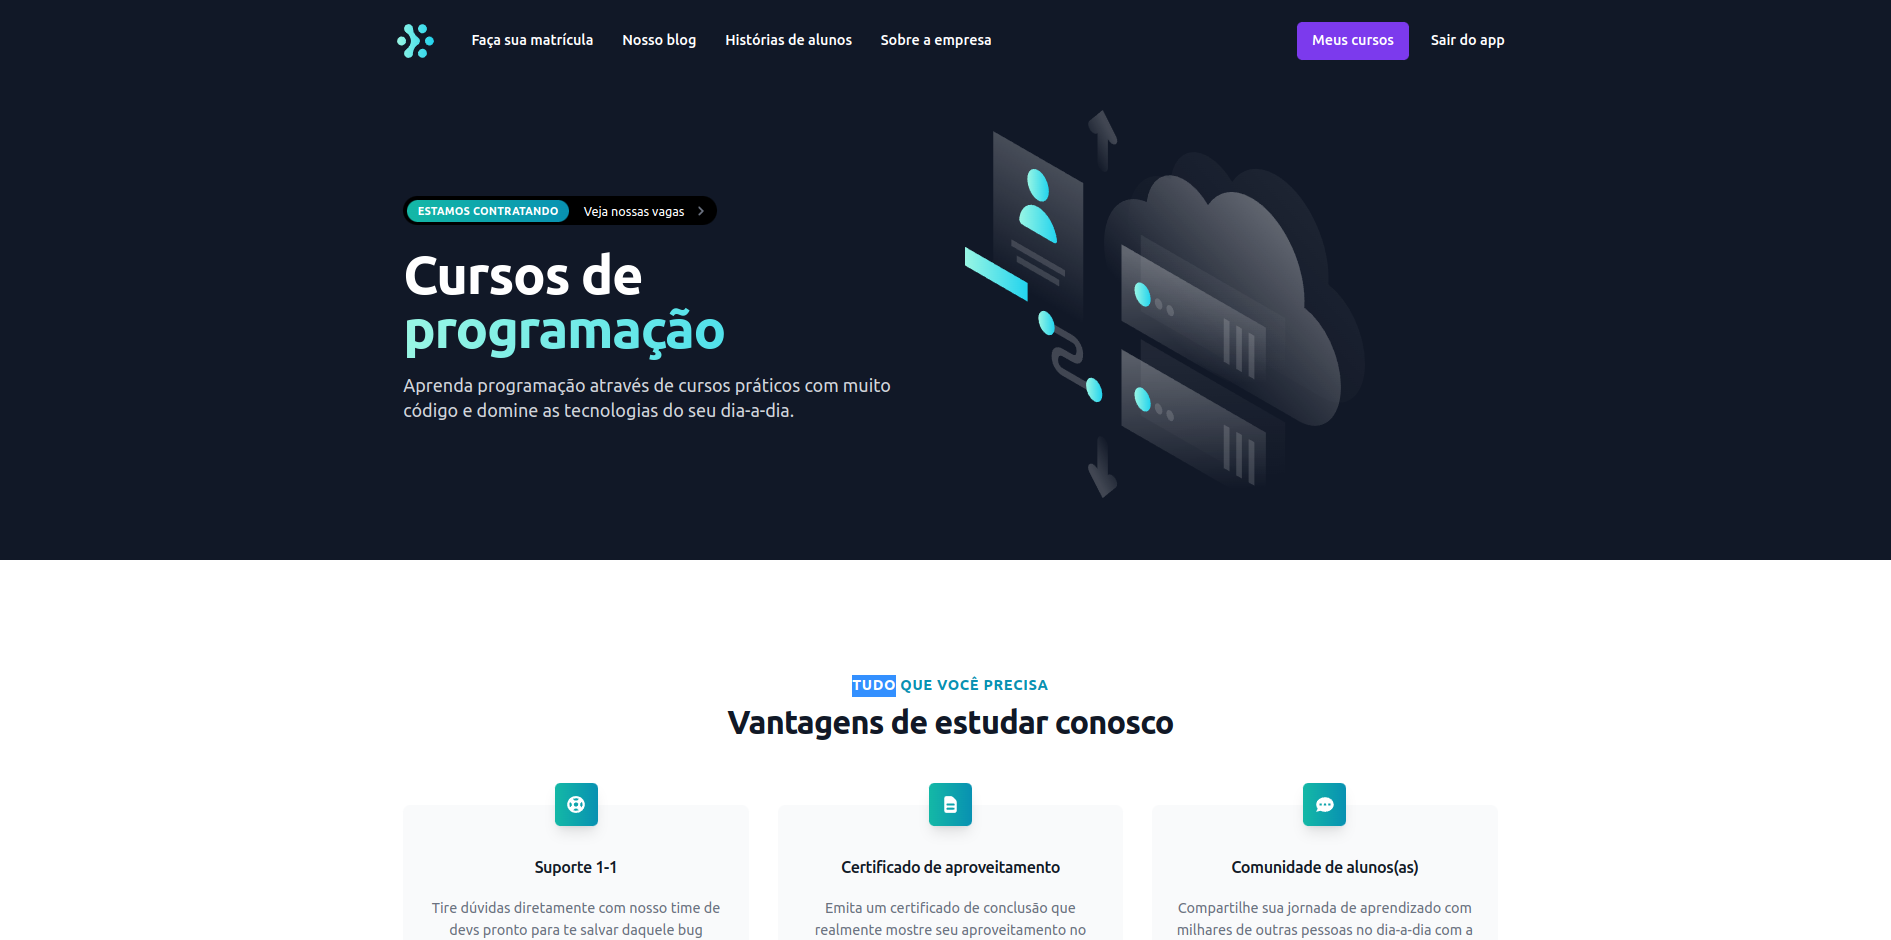 Faça sua matrícula
Nosso blog
Histórias de alunos
Sobre a empresa
Meus cursos
Sair do app
ESTAMOS CONTRATANDO
Veja nossas vagas
Cursos de
programação
Aprenda programação através de cursos práticos com muito
código e domine as tecnologias do seu dia-a-dia.
TUDO QUE VOCÊ PRECISA
Vantagens de estudar conosco
Suporte 1-1
Tire dúvidas diretamente com nosso time de
devs pronto para te salvar daquele bug
Certificado de aproveitamento
Emita um certificado de conclusão que
realmente mostre seu aproveitamento no
Comunidade de alunos(as)
Compartilhe sua jornada de aprendizado com
milhares de outras pessoas no dia-a-dia com a